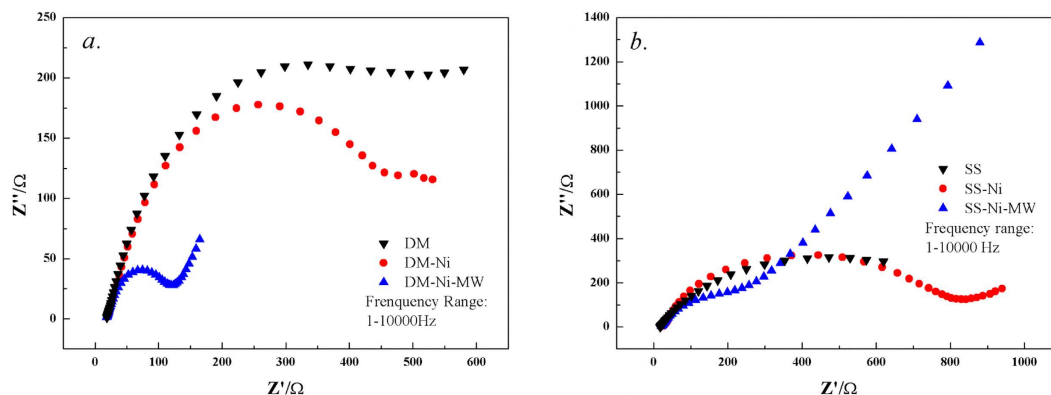 a.
250
200
150
100
50
0
Z''/Ω
DM
DM-Ni
DM-Ni-MW
Frenquency Range:
1-10000Hz
0 100 200 300 400 500 600
Z'/Ω
b.
1400
1200
1000
800
600
400
200
0
Z''/Ω
SS
SS-Ni
SS-Ni-MW
Frequency range:
1-10000 Hz
0 200 400 600 800 1000
Z'/Ω